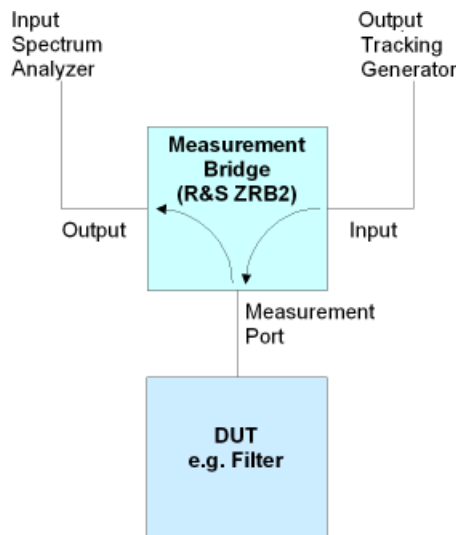 Input
Spectrum
Analyzer
Output
Tracking
Generator
Measurement
Bridge
(R&S ZRB2)
Output
Input
Measurement
Port
DUT
e.g. Filter